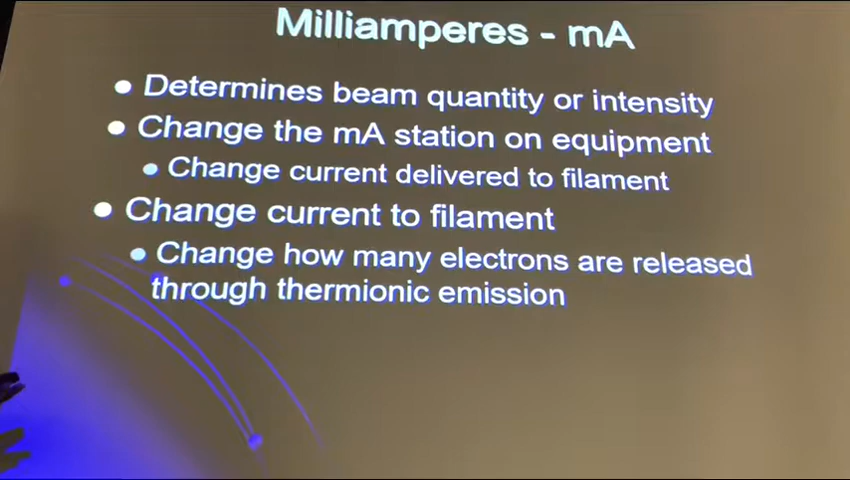 Milliamperes - mA
Determines beam quantity or intensity
Change the mA station on equipment
Change current delivered to filament
Change current to filament
Change how many electrons are released
through thermionic emission